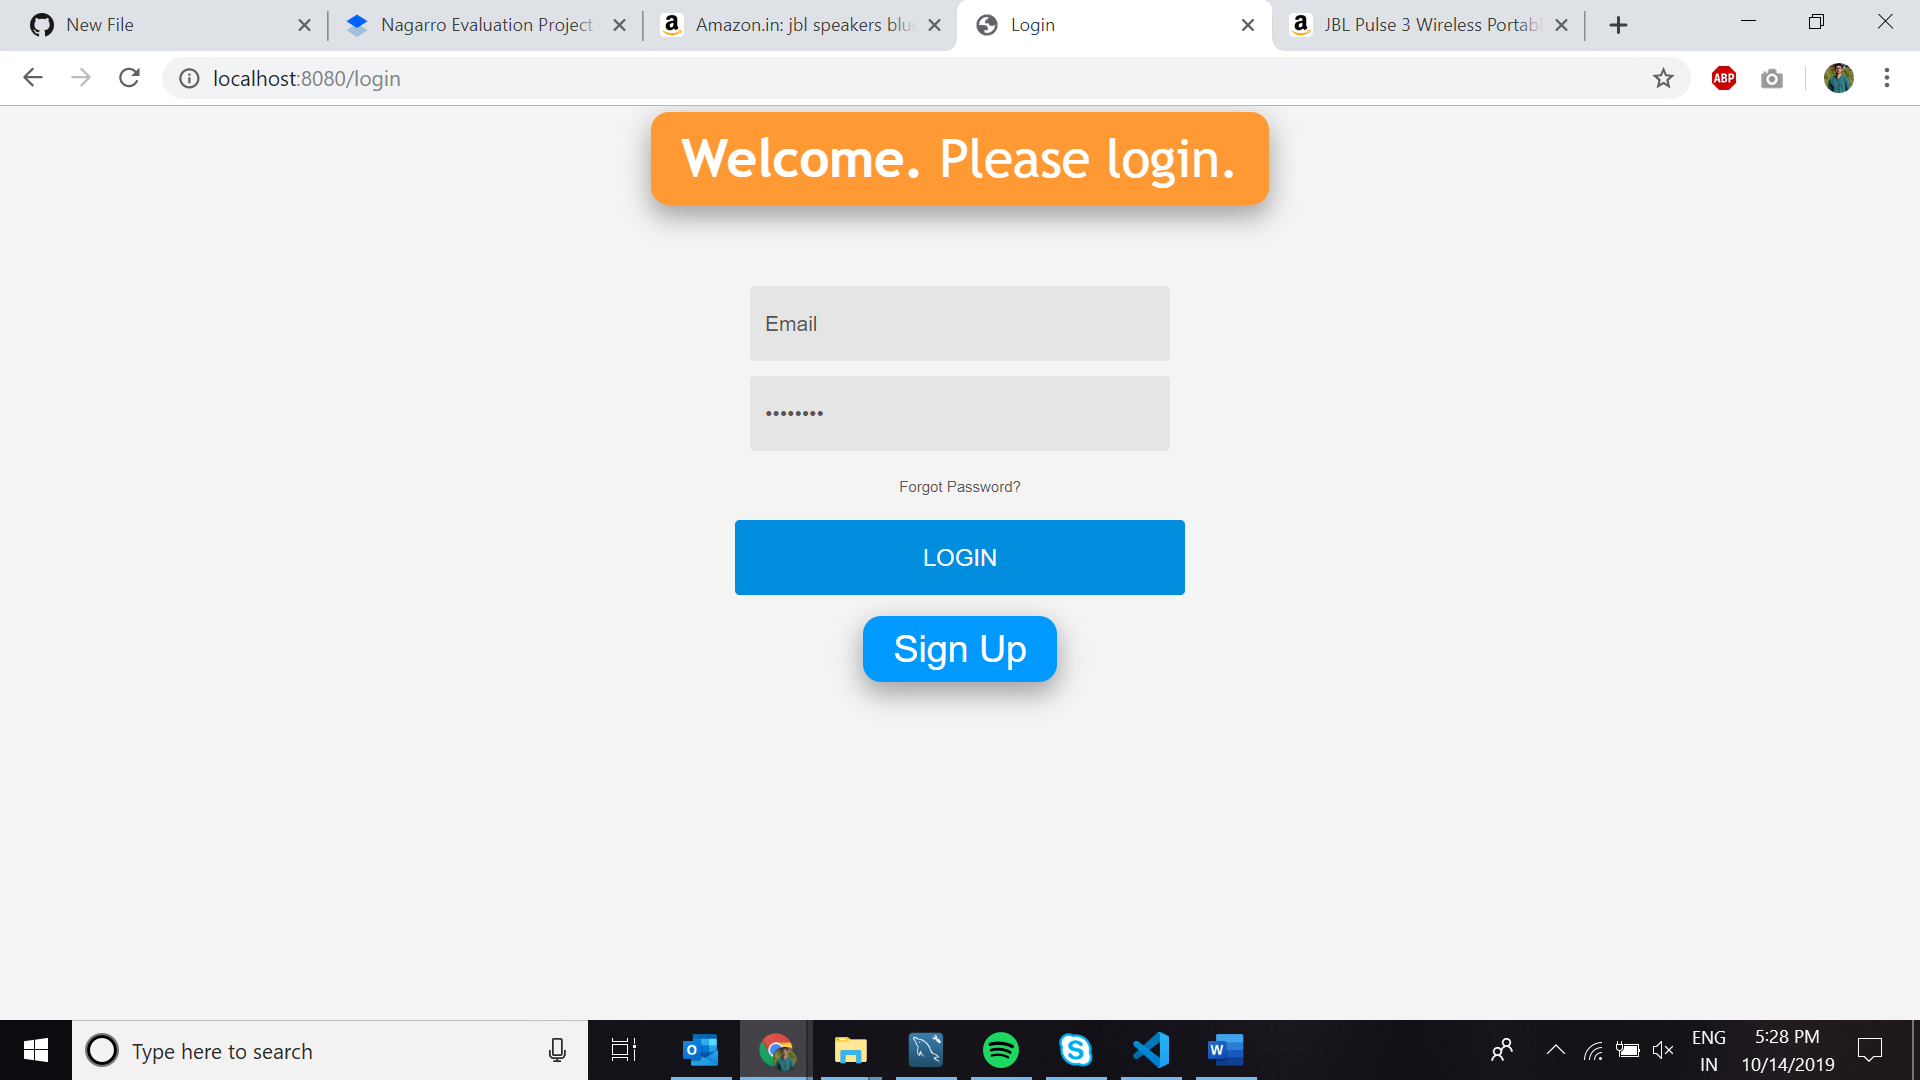 New File
Nagarro Evaluation Project
Amazon.in: jbl speakers blu
Login
JBL Pulse 3 Wireless Portabl
localhost:8080/login
ABP
Welcome. Please login.
Email
••••••••
Forgot Password?
LOGIN
Sign Up
Type here to search
ENG
IN
5:28 PM
10/14/2019